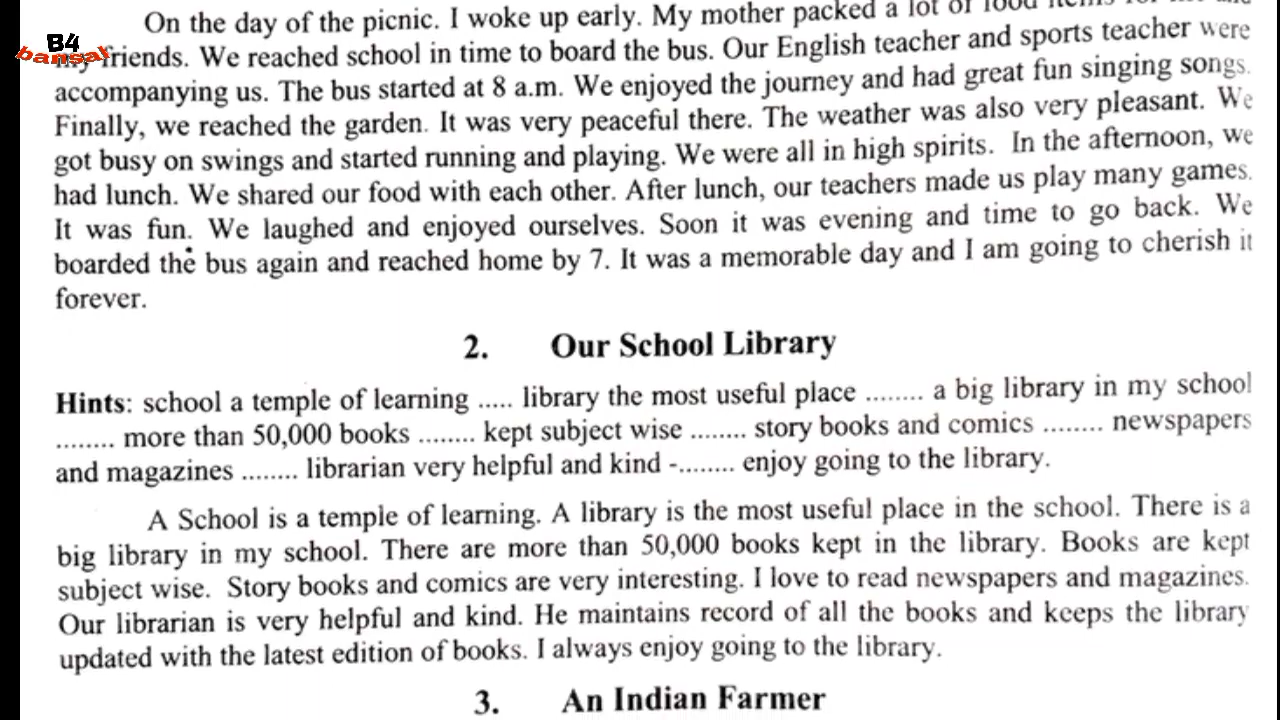 On the day of the picnic. I woke up early. My mother packed a lot of food items for me and
B4
bansal
my friends. We reached school in time to board the bus. Our English teacher and sports teacher were
accompanying us. The bus started at 8 a.m. We enjoyed the journey and had great fun singing songs.
Finally, we reached the garden. It was very peaceful there. The weather was also very pleasant. We
got busy on swings and started running and playing. We were all in high spirits. In the afternoon, we
had lunch. We shared our food with each other. After lunch, our teachers made us play many games.
It was fun. We laughed and enjoyed ourselves. Soon it was evening and time to go back. We
boarded the bus again and reached home by 7. It was a memorable day and I am going to cherish it
forever.
2. Our School Library
Hints: school a temple of learning ..... library the most useful place ........ a big library in my school
........ more than 50,000 books ........ kept subject wise ........ story books and comics ........ newspapers
and magazines ........ librarian very helpful and kind -........ enjoy going to the library.
A School is a temple of learning. A library is the most useful place in the school. There is a
big library in my school. There are more than 50,000 books kept in the library. Books are kept
subject wise. Story books and comics are very interesting. I love to read newspapers and magazines.
Our librarian is very helpful and kind. He maintains record of all the books and keeps the library
updated with the latest edition of books. I always enjoy going to the library.
3. An Indian Farmer